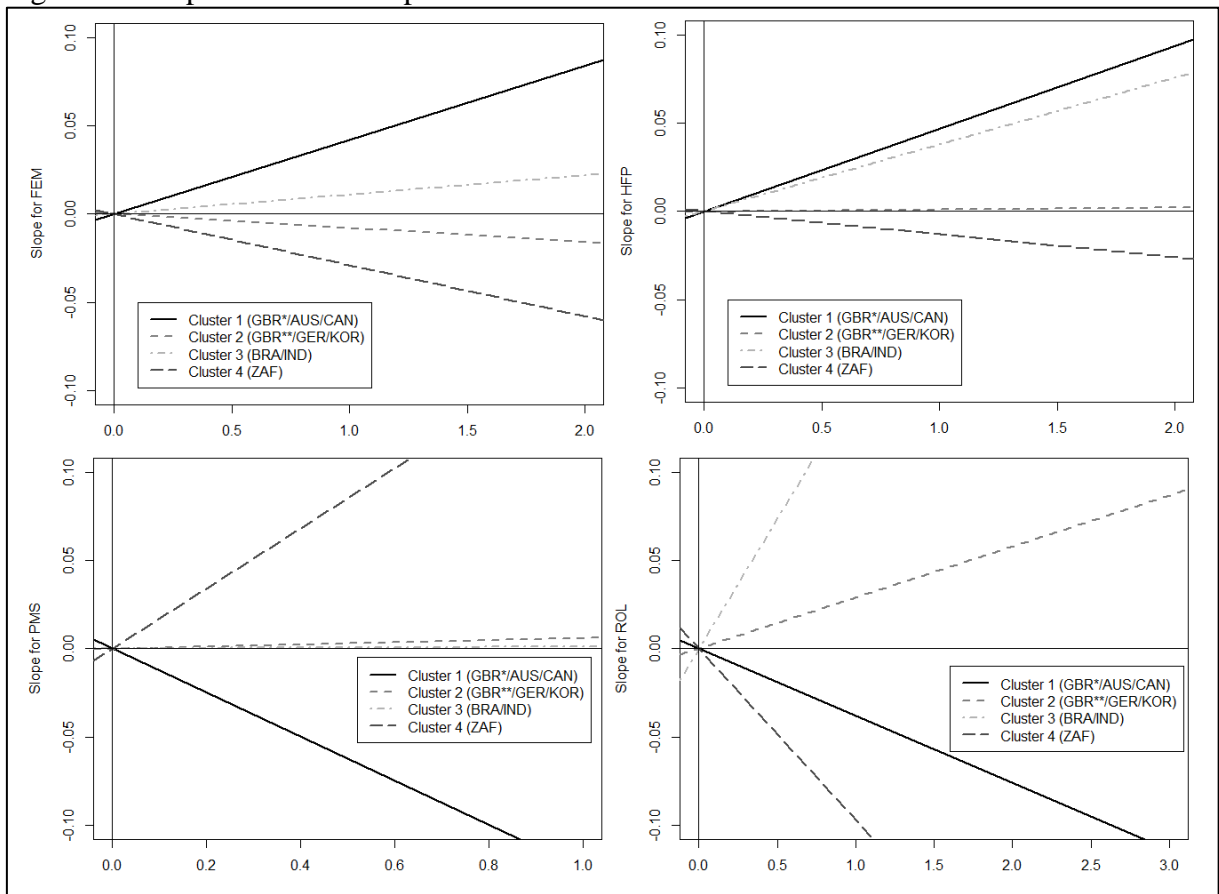 0.10
0.05
0.00
-0.05
-0.10
Slope for FEM
Cluster 1 (GBR*/AUS/CAN)
Cluster 2 (GBR**/GER/KOR)
Cluster 3 (BRA/IND)
Cluster 4 (ZAF)
0.0 0.5 1.0 1.5 2.0
0.10
0.05
0.00
-0.05
-0.10
Slope for HFP
Cluster 1 (GBR*/AUS/CAN)
Cluster 2 (GBR**/GER/KOR)
Cluster 3 (BRA/IND)
Cluster 4 (ZAF)
0.0 0.5 1.0 1.5 2.0
0.10
0.05
0.00
-0.05
-0.10
Slope for PMS
Cluster 1 (GBR*/AUS/CAN)
Cluster 2 (GBR**/GER/KOR)
Cluster 3 (BRA/IND)
Cluster 4 (ZAF)
0.0 0.2 0.4 0.6 0.8 1.0
0.10
0.05
0.00
-0.05
-0.10
Slope for ROL
Cluster 1 (GBR*/AUS/CAN)
Cluster 2 (GBR**/GER/KOR)
Cluster 3 (BRA/IND)
Cluster 4 (ZAF)
0.0 0.5 1.0 1.5 2.0 2.5 3.0